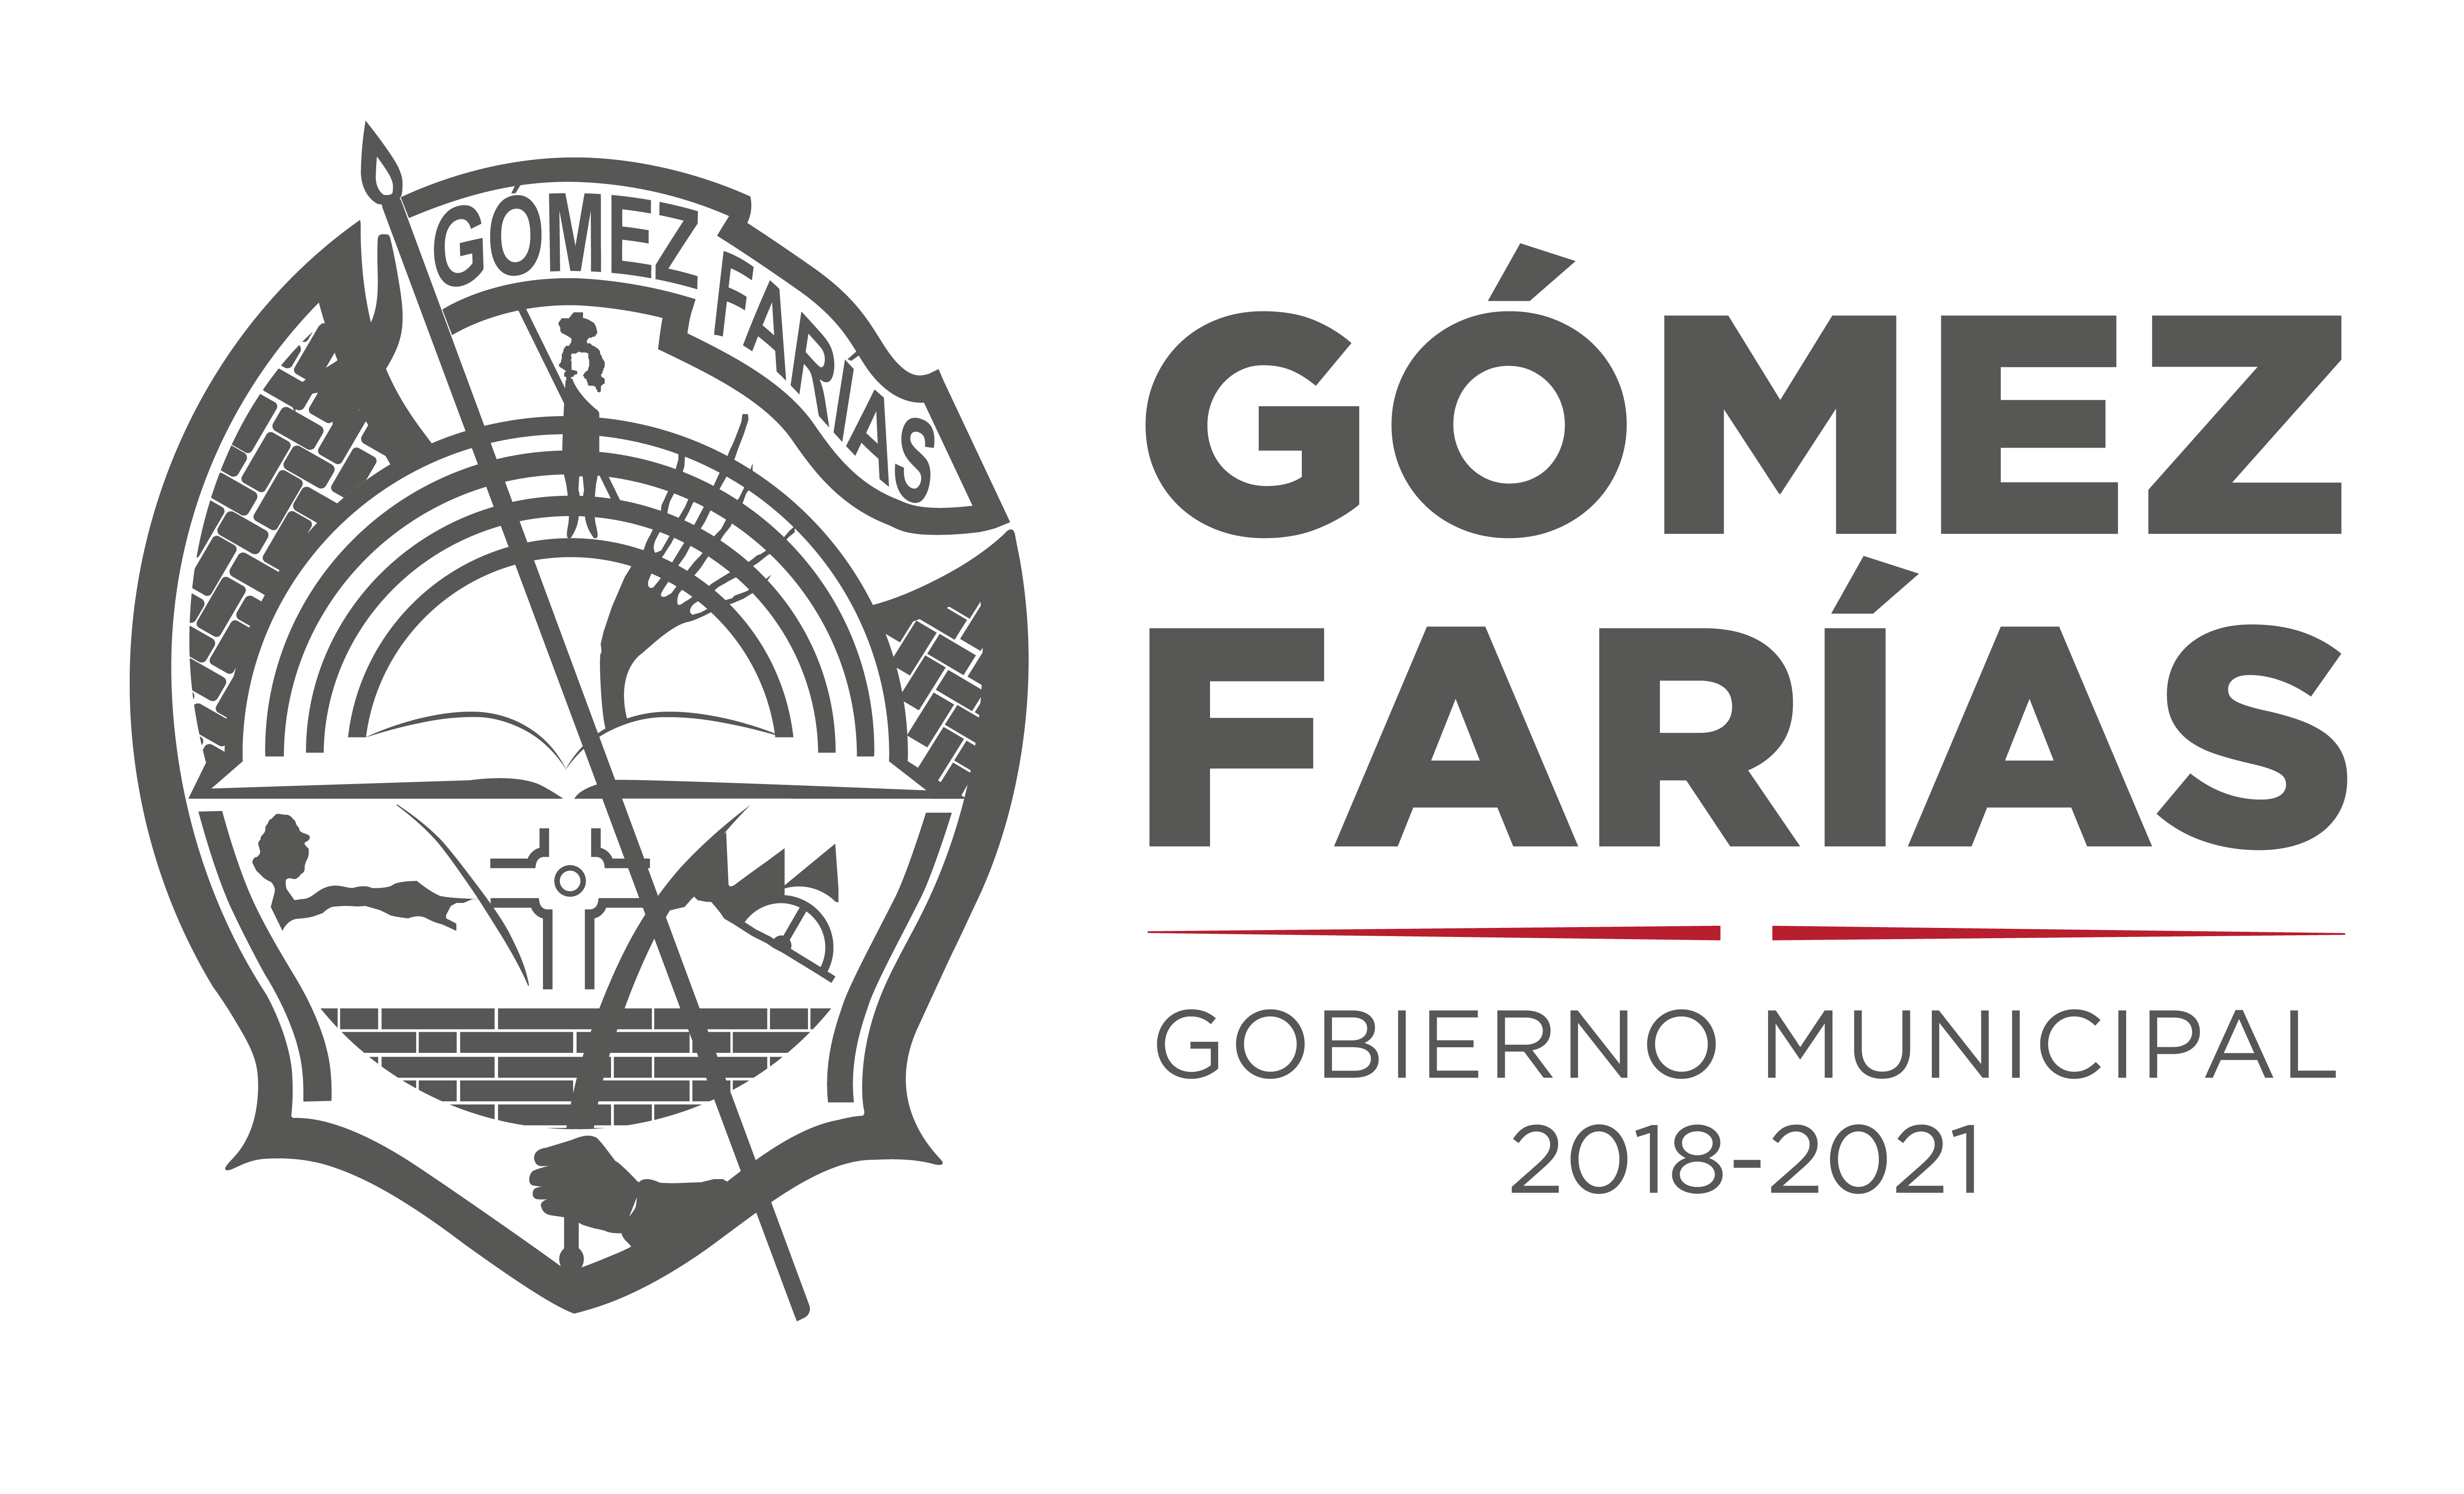 GÓMEZ FARÍAS
GÓMEZ
FARÍAS
GOBIERNO MUNICIPAL
2018-2021